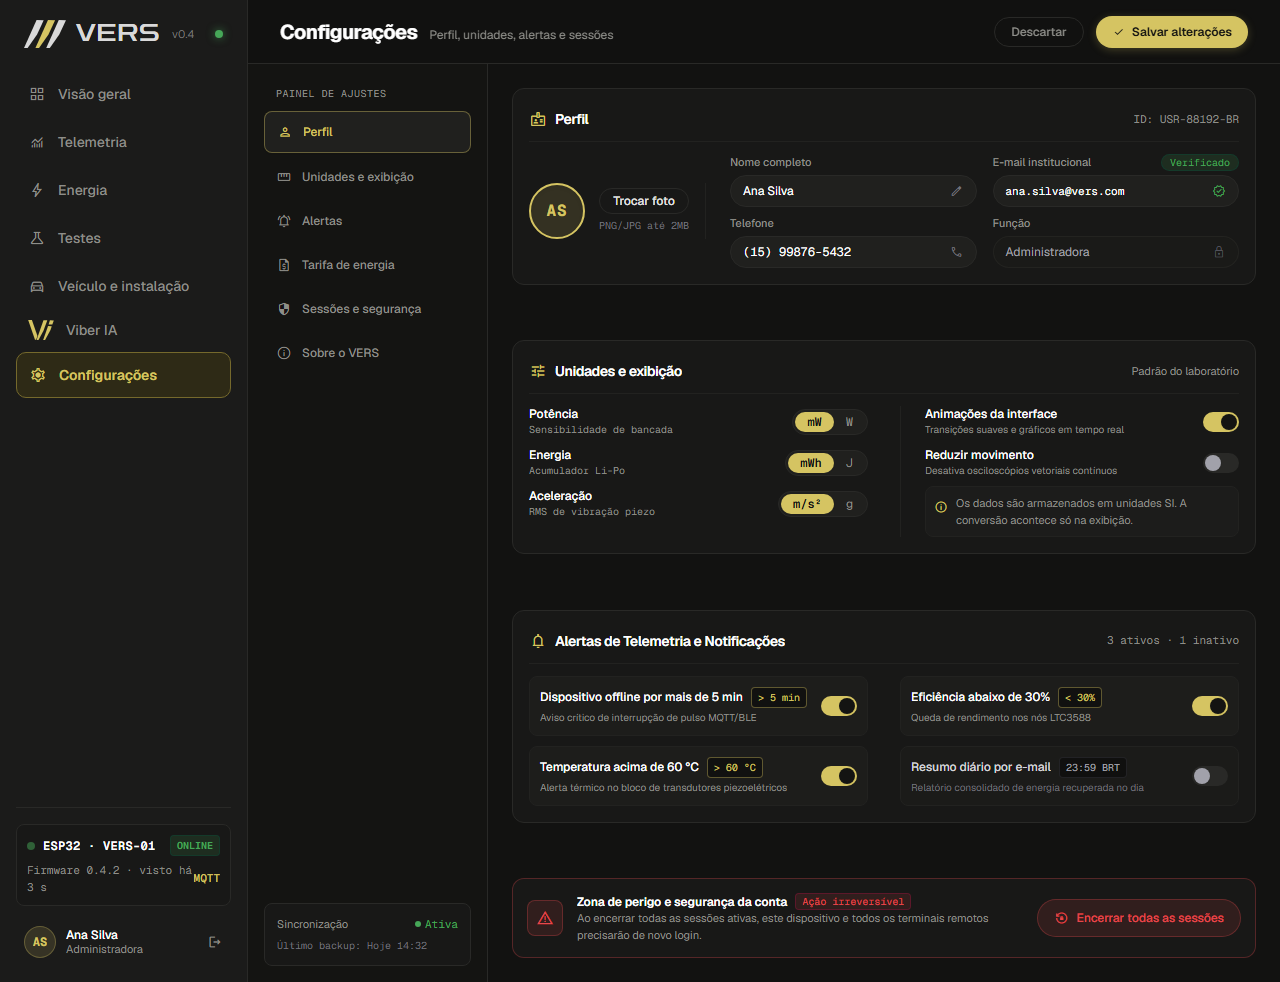 VERS v0.4
Visão geral
Telemetria
Energia
Testes
Veículo e instalação
Viber IA
Configurações
ESP32 · VERS-01 ONLINE
Firmware 0.4.2 · visto há
3 s
MQTT
AS
Ana Silva
Administradora
Configurações Perfil, unidades, alertas e sessões
Descartar
Salvar alterações
PAINEL DE AJUSTES
Perfil
Unidades e exibição
Alertas
Tarifa de energia
Sessões e segurança
Sobre o VERS
Sincronização Ativa
Último backup: Hoje 14:32
Perfil
ID: USR-88192-BR
AS
Trocar foto
PNG/JPG até 2MB
Nome completo
Ana Silva
E-mail institucional Verificado
ana.silva@vers.com
Telefone
(15) 99876-5432
Função
Administradora
Unidades e exibição
Padrão do laboratório
Potência
Sensibilidade de bancada
mW W
Energia
Acumulador Li-Po
mWh J
Aceleração
RMS de vibração piezo
m/s² g
Animações da interface
Transições suaves e gráficos em tempo real
Reduzir movimento
Desativa osciloscópios vetoriais contínuos
Os dados são armazenados em unidades SI. A
conversão acontece só na exibição.
Alertas de Telemetria e Notificações
3 ativos · 1 inativo
Dispositivo offline por mais de 5 min > 5 min
Aviso crítico de interrupção de pulso MQTT/BLE
Eficiência abaixo de 30% < 30%
Queda de rendimento nos nós LTC3588
Temperatura acima de 60 °C > 60 °C
Alerta térmico no bloco de transdutores piezoelétricos
Resumo diário por e-mail 23:59 BRT
Relatório consolidado de energia recuperada no dia
Zona de perigo e segurança da conta Ação irreversível
Ao encerrar todas as sessões ativas, este dispositivo e todos os terminais remotos
precisarão de novo login.
Encerrar todas as sessões